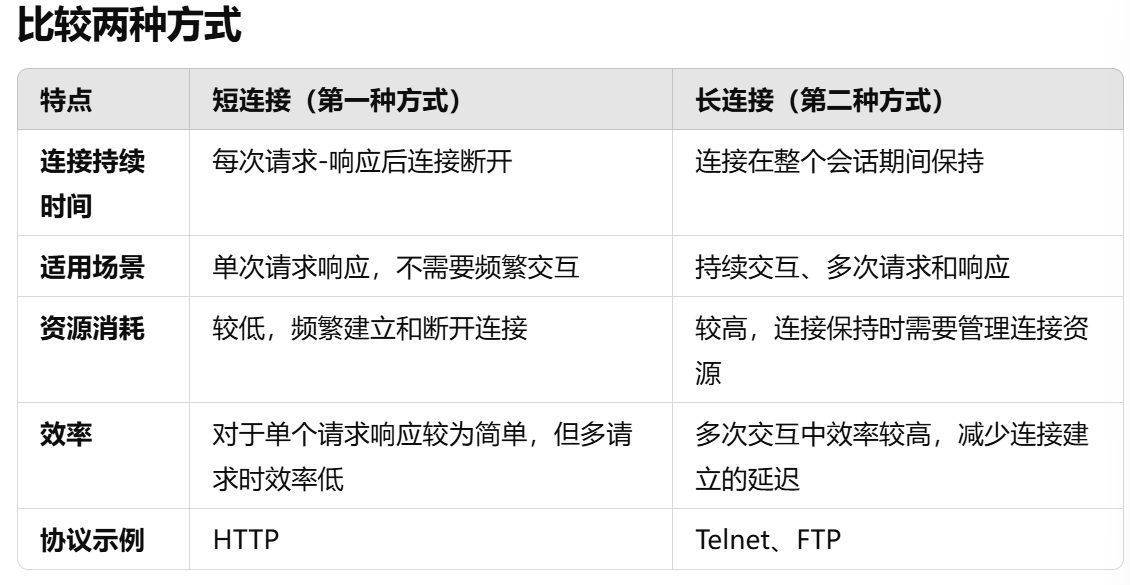 比较两种方式
特点
短连接（第一种方式）
长连接（第二种方式）
连接持续
时间
每次请求-响应后连接断开
连接在整个会话期间保持
适用场景
单次请求响应，不需要频繁交互
持续交互、多次请求和响应
资源消耗
较低，频繁建立和断开连接
较高，连接保持时需要管理连接资
源
效率
对于单个请求响应较为简单，但多请
求时效率低
多次交互中效率较高，减少连接建
立的延迟
协议示例
HTTP
Telnet、FTP